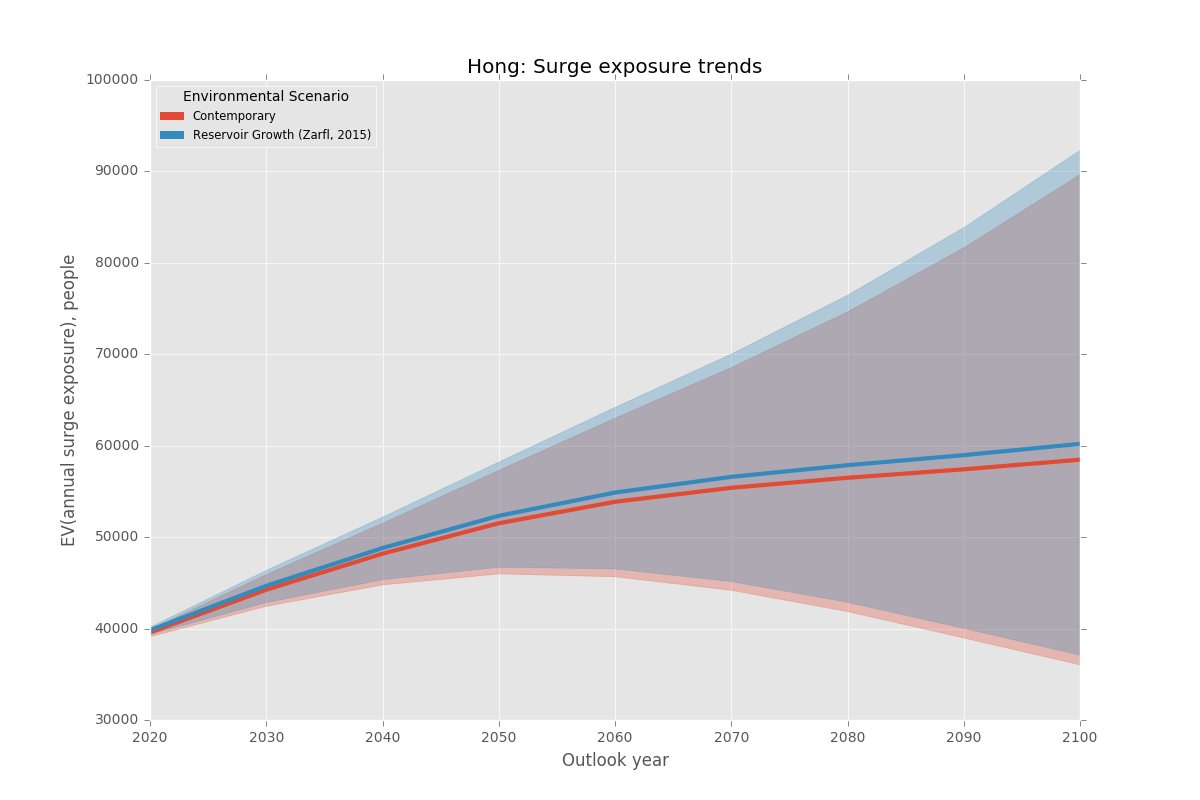 Hong: Surge exposure trends
Environmental Scenario
Contemporary
Reservoir Growth (Zarfl, 2015)
EV(annual surge exposure), people
100000
90000
80000
70000
60000
50000
40000
30000
2020 2030 2040 2050 2060 2070 2080 2090 2100
Outlook year